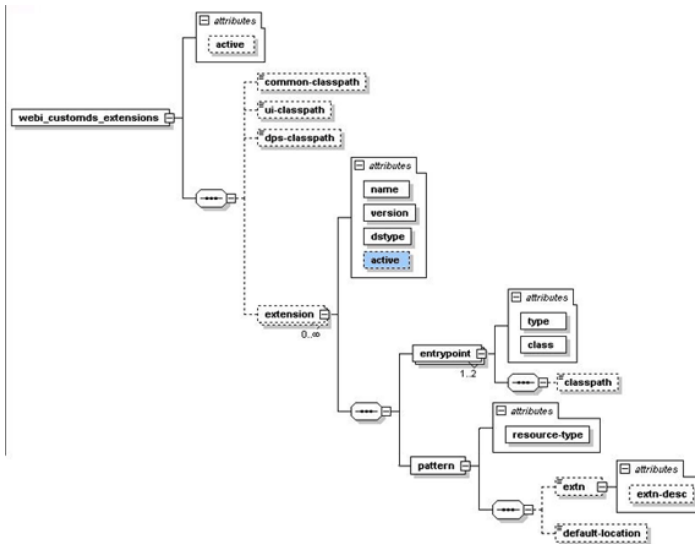 attributes
active
common-classpath
ui-classpath
webi_customds_extensions
dps-classpath
attributes
name
version
dstype
active
extension
0..∞
attributes
type
class
entrypoint
1..2
classpath
attributes
resource-type
pattern
attributes
extn
extn-desc
default-location